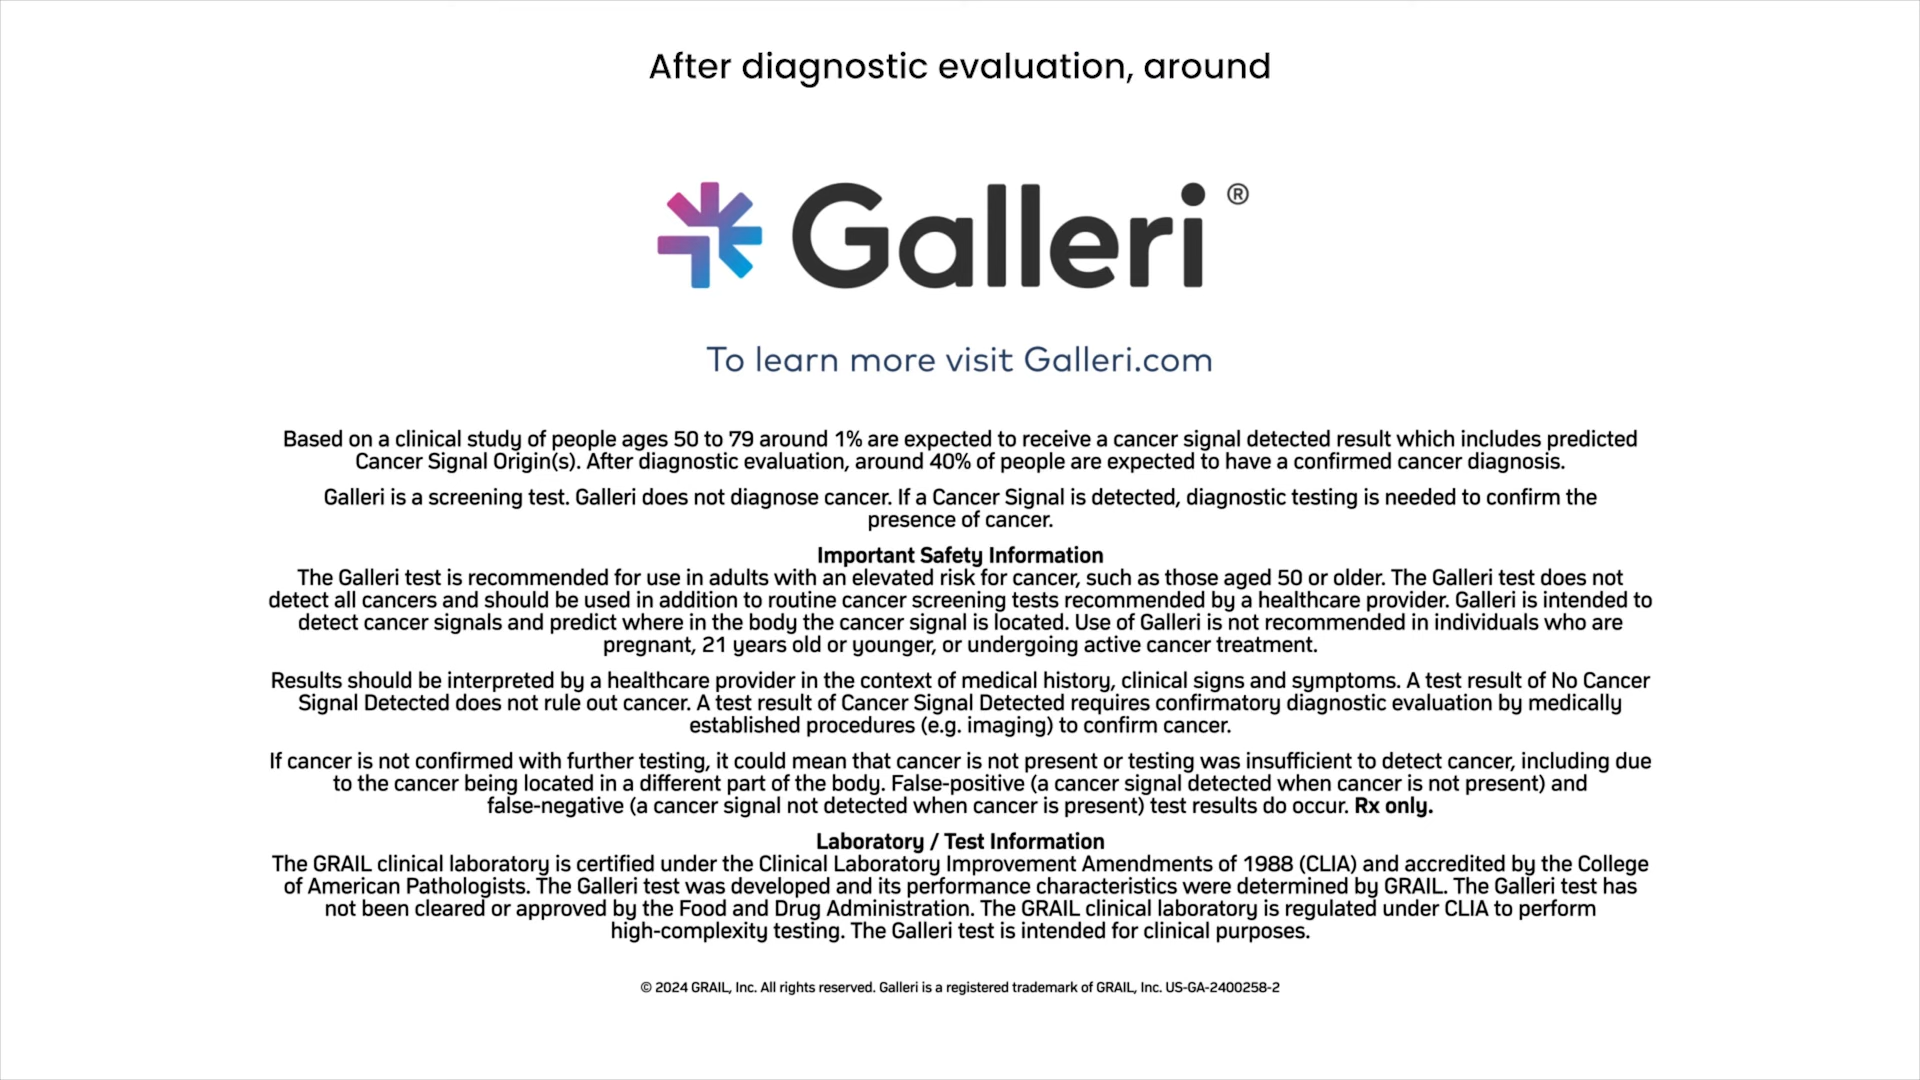 After diagnostic evaluation, around
Galleri ®
To learn more visit Galleri.com
Based on a clinical study of people ages 50 to 79 around 1% are expected to receive a cancer signal detected result which includes predicted
Cancer Signal Origin(s). After diagnostic evaluation, around 40% of people are expected to have a confirmed cancer diagnosis.
Galleri is a screening test. Galleri does not diagnose cancer. If a Cancer Signal is detected, diagnostic testing is needed to confirm the
presence of cancer.
Important Safety Information
The Galleri test is recommended for use in adults with an elevated risk for cancer, such as those aged 50 or older. The Galleri test does not
detect all cancers and should be used in addition to routine cancer screening tests recommended by a healthcare provider. Galleri is intended to
detect cancer signals and predict where in the body the cancer signal is located. Use of Galleri is not recommended in individuals who are
pregnant, 21 years old or younger, or undergoing active cancer treatment.
Results should be interpreted by a healthcare provider in the context of medical history, clinical signs and symptoms. A test result of No Cancer
Signal Detected does not rule out cancer. A test result of Cancer Signal Detected requires confirmatory diagnostic evaluation by medically
established procedures (e.g. imaging) to confirm cancer.
If cancer is not confirmed with further testing, it could mean that cancer is not present or testing was insufficient to detect cancer, including due
to the cancer being located in a different part of the body. False-positive (a cancer signal detected when cancer is not present) and
false-negative (a cancer signal not detected when cancer is present) test results do occur. Rx only.
Laboratory / Test Information
The GRAIL clinical laboratory is certified under the Clinical Laboratory Improvement Amendments of 1988 (CLIA) and accredited by the College
of American Pathologists. The Galleri test was developed and its performance characteristics were determined by GRAIL. The Galleri test has
not been cleared or approved by the Food and Drug Administration. The GRAIL clinical laboratory is regulated under CLIA to perform
high-complexity testing. The Galleri test is intended for clinical purposes.
© 2024 GRAIL, Inc. All rights reserved. Galleri is a registered trademark of GRAIL, Inc. US-GA-2400258-2